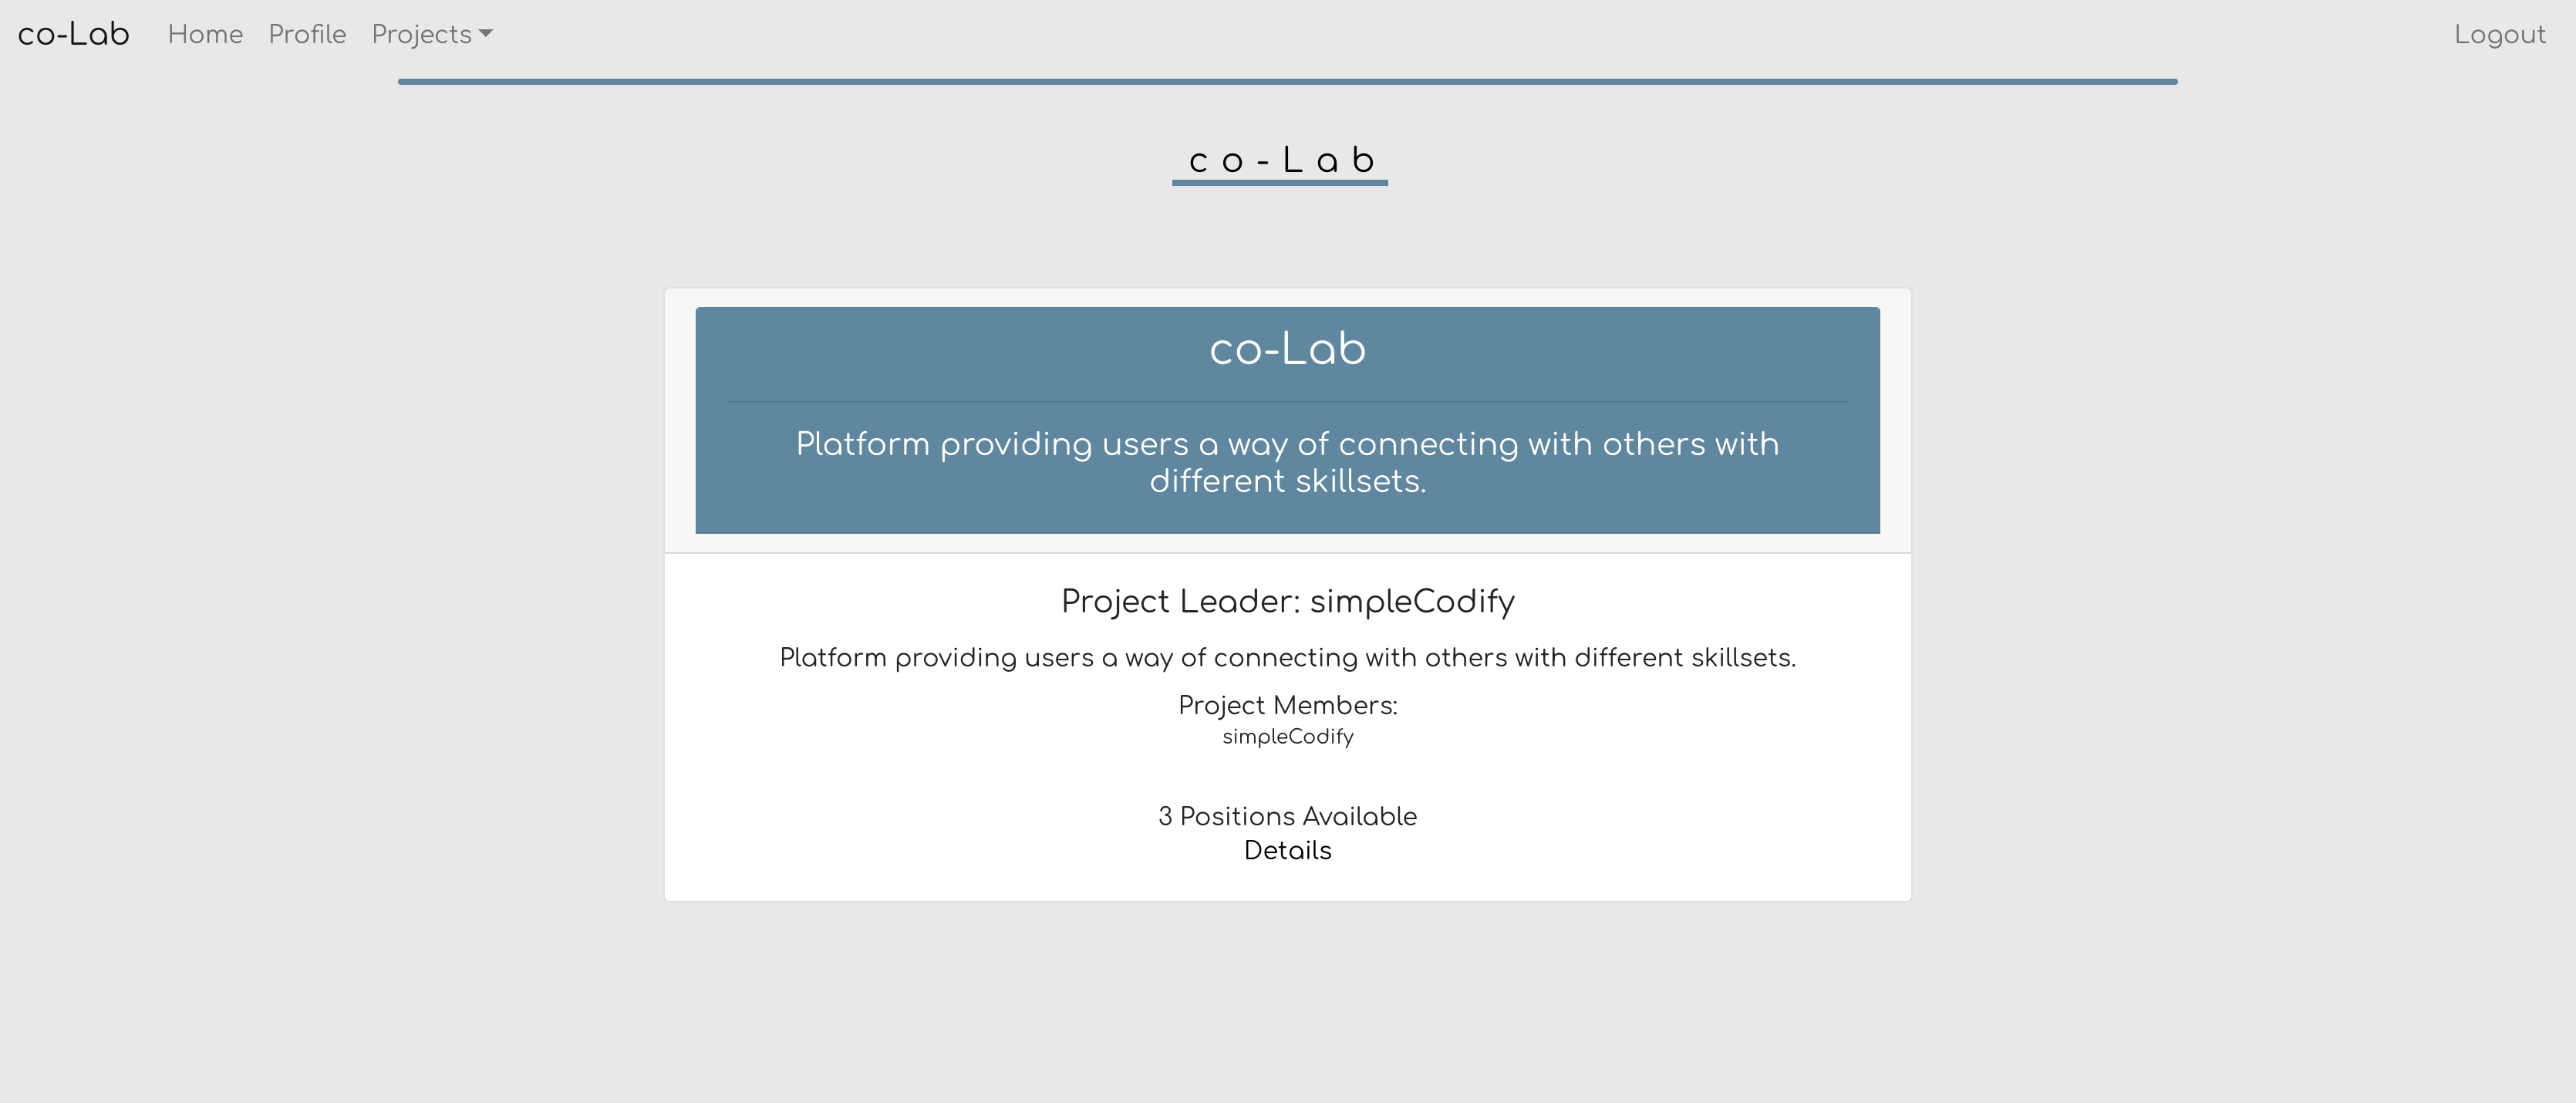 co-Lab Home Profile Projects Logout
co-Lab
co-Lab
Platform providing users a way of connecting with others with
different skillsets.
Project Leader: simpleCodify
Platform providing users a way of connecting with others with different skillsets.
Project Members:
simpleCodify
3 Positions Available
Details